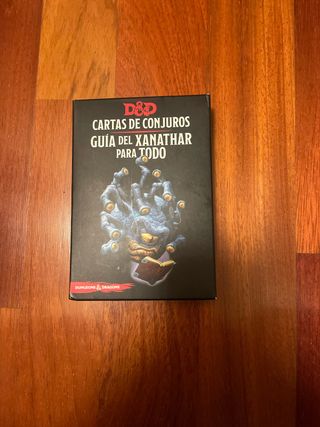 D&D
CARTAS DE CONJUROS
GUÍA DEL XANATHAR
PARA TODO
DUNGEONS & DRAGONS